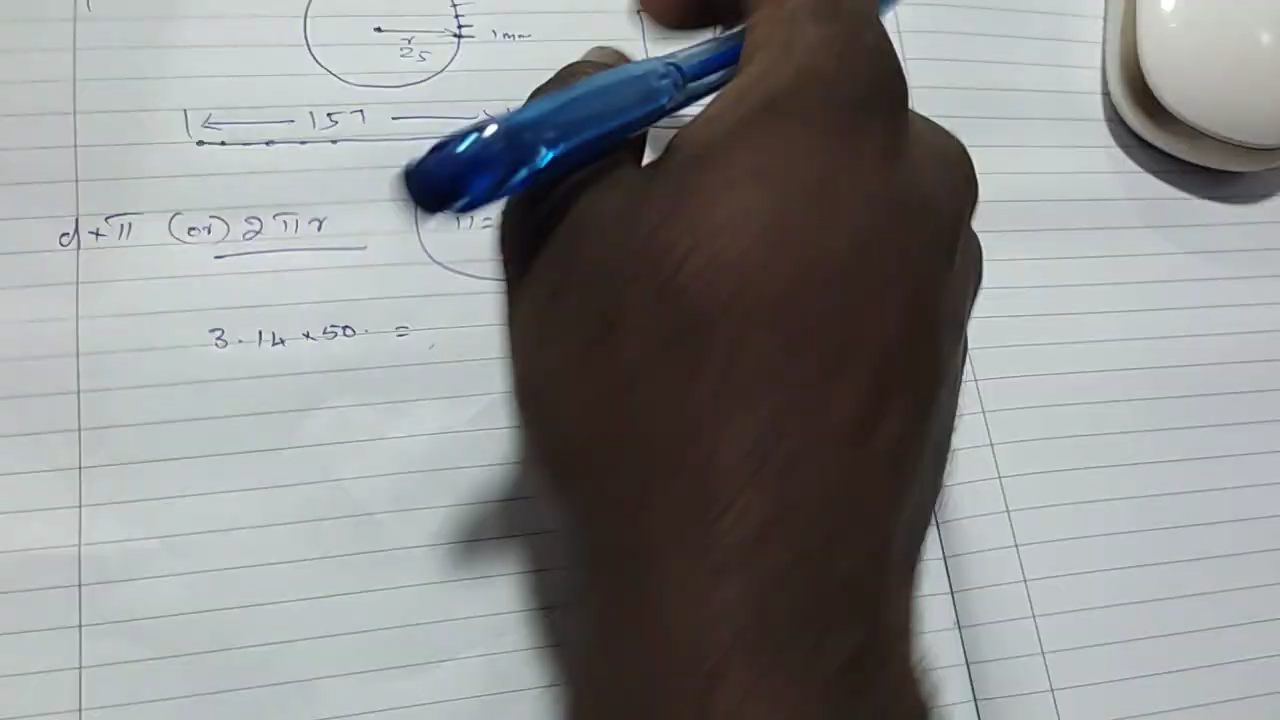 r
25
1mm
157
d × π (or) 2πr
π =
3.14 × 50 =